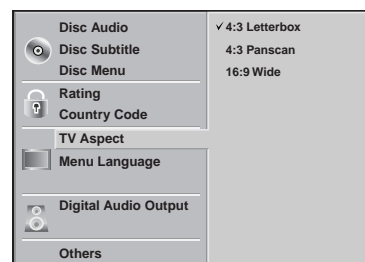 Disc Audio
Disc Subtitle
Disc Menu
Rating
Country Code
TV Aspect
Menu Language
Digital Audio Output
Others
✓ 4:3 Letterbox
4:3 Panscan
16:9 Wide